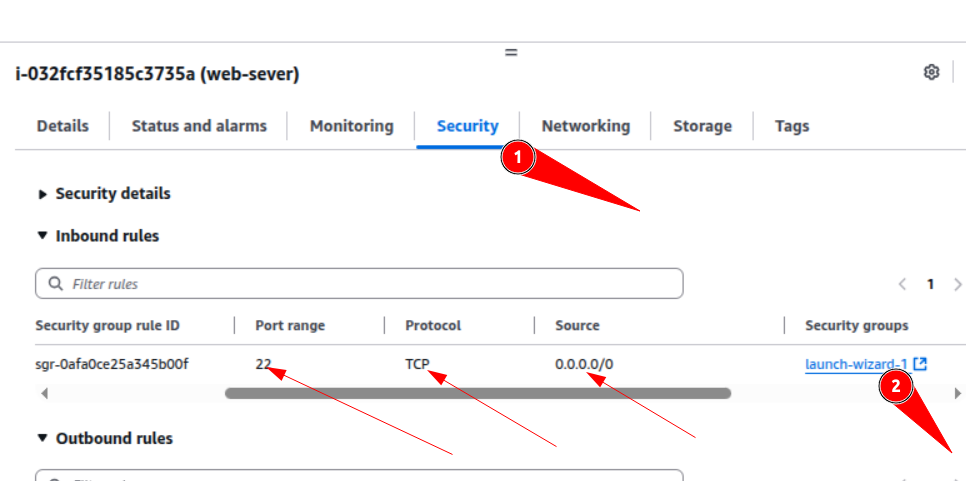 i-032fcf35185c3735a (web-sever)
Details Status and alarms Monitoring Security Networking Storage Tags
1
Security details
Inbound rules
Filter rules 1
Security group rule ID Port range Protocol Source Security groups
sgr-0afa0ce25a345b00f 22 TCP 0.0.0.0/0 launch-wizard-1
2
Outbound rules